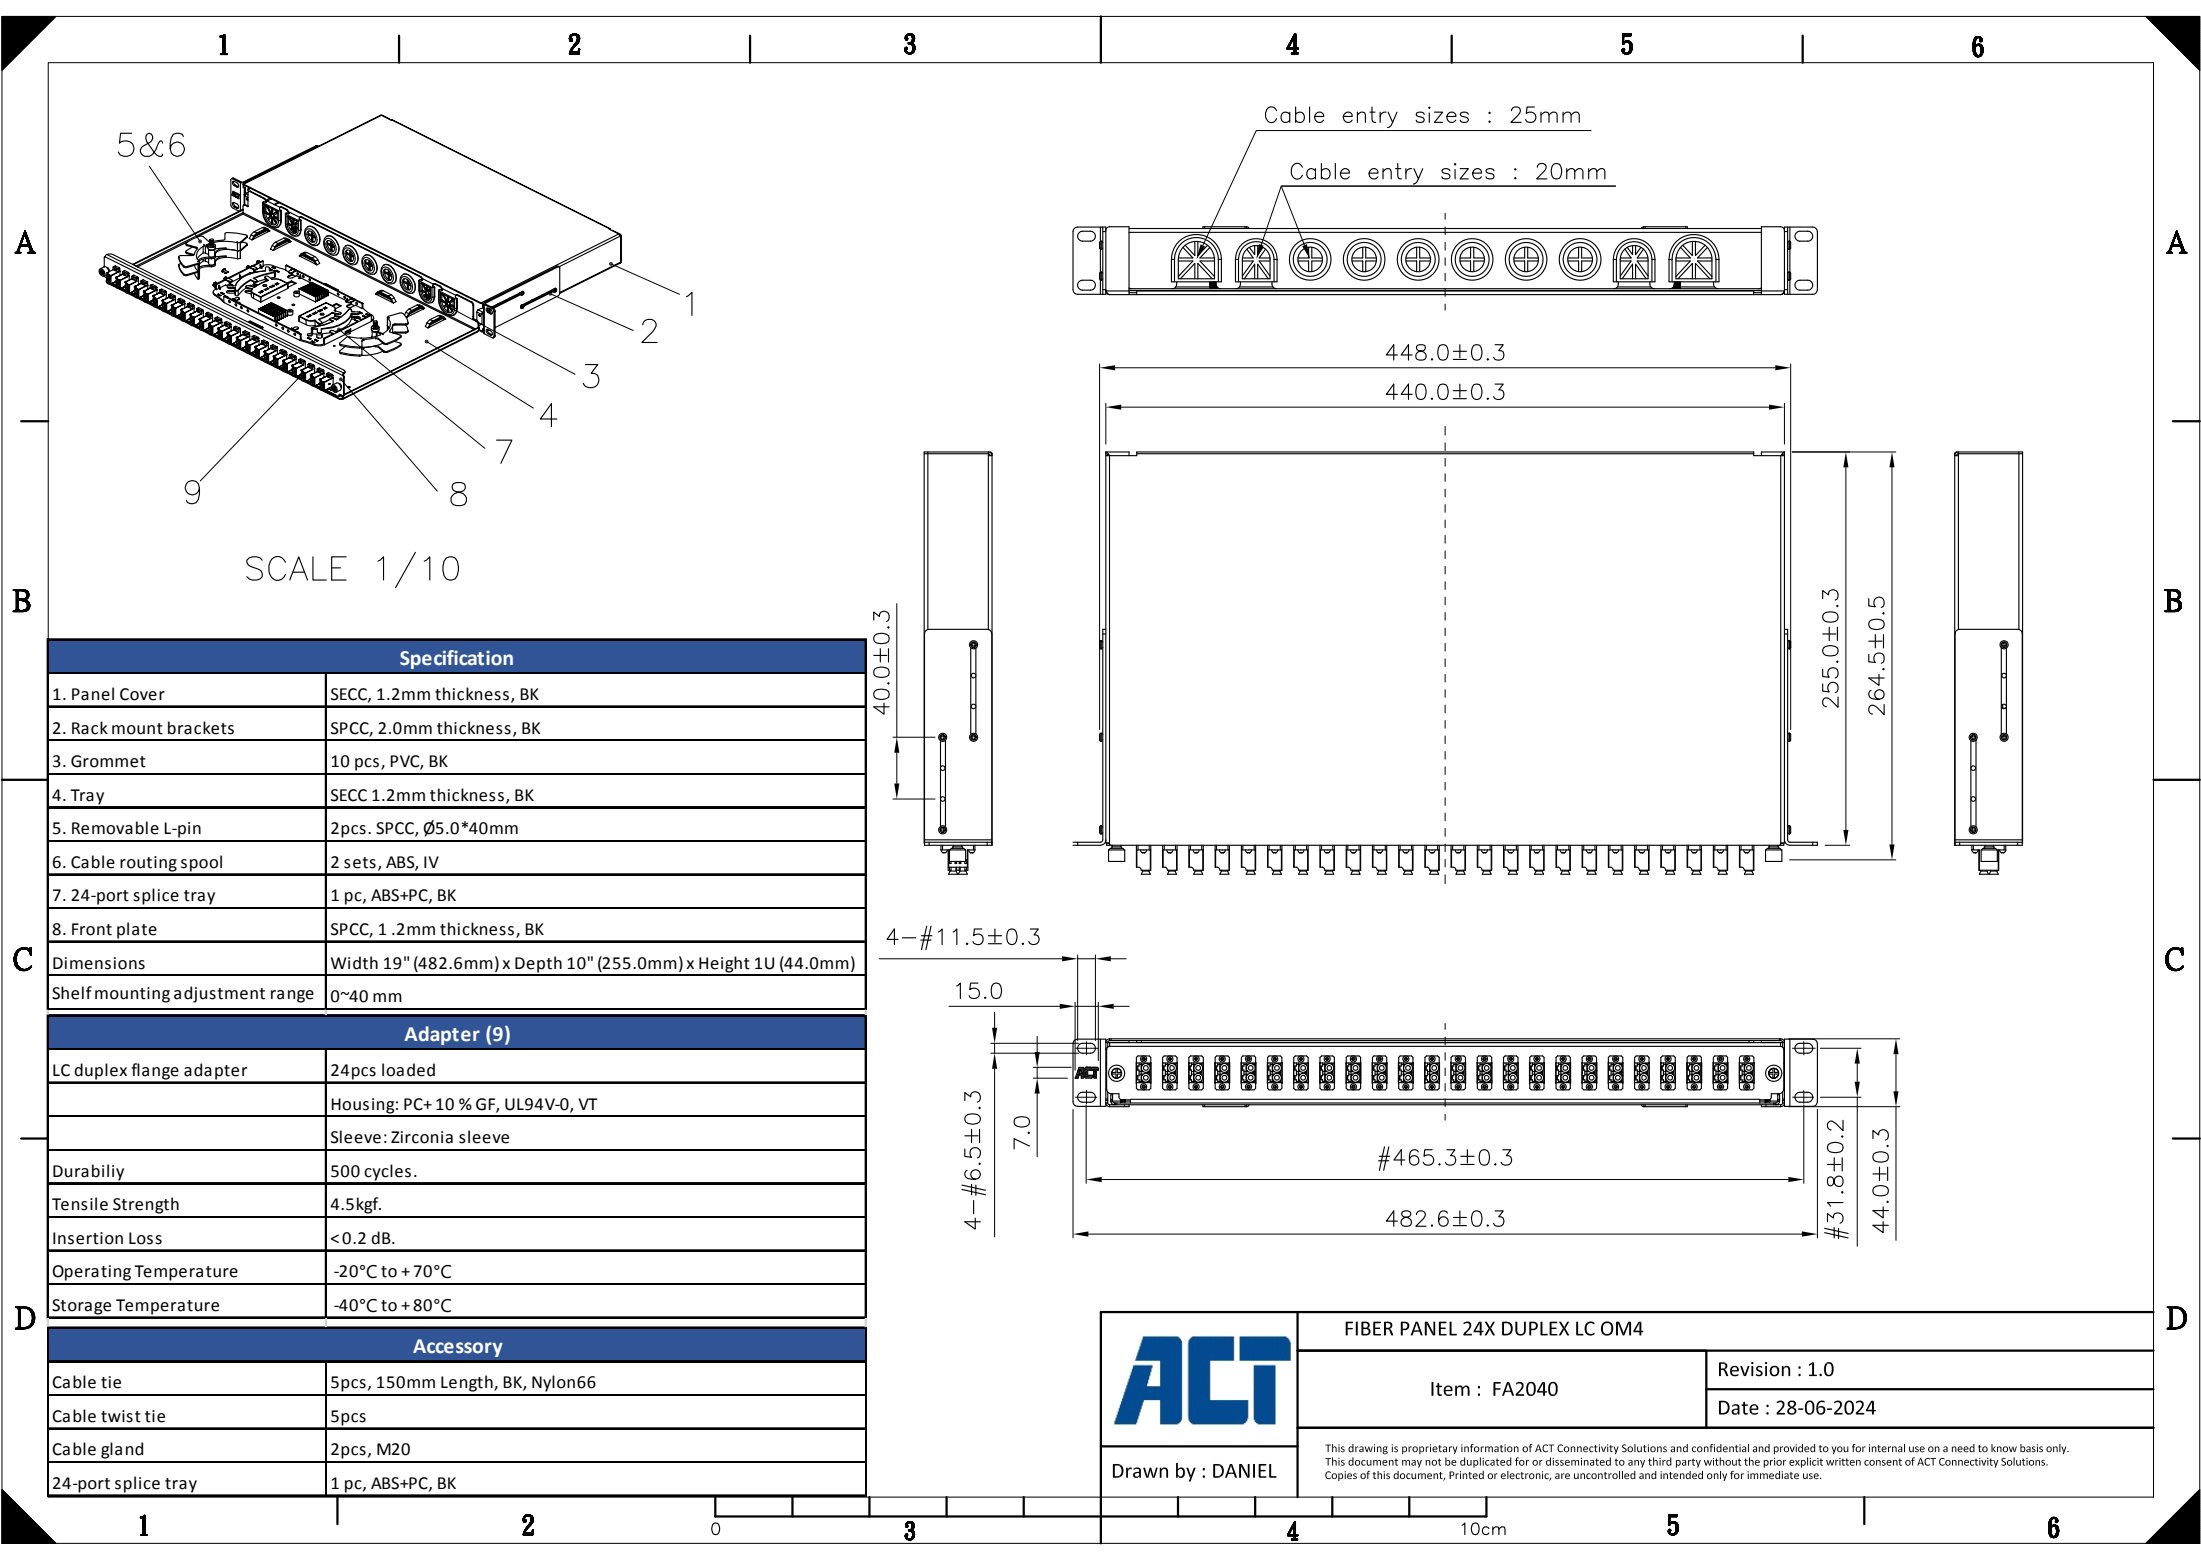 1 2 3 4 5 6
A A
B B
C C
D D
5&6
1
2
3
4
7
8
9
SCALE 1/10
Cable entry sizes : 25mm
Cable entry sizes : 20mm
448.0±0.3
440.0±0.3
40.0±0.3
255.0±0.3
264.5±0.5
4-#11.5±0.3
15.0
4-#6.5±0.3
7.0
ACT
#465.3±0.3
482.6±0.3
#31.8±0.2
44.0±0.3
Specification
1. Panel Cover SECC, 1.2mm thickness, BK
2. Rack mount brackets SPCC, 2.0mm thickness, BK
3. Grommet 10 pcs, PVC, BK
4. Tray SECC 1.2mm thickness, BK
5. Removable L-pin 2pcs. SPCC, Ø5.0*40mm
6. Cable routing spool 2 sets, ABS, IV
7. 24-port splice tray 1 pc, ABS+PC, BK
8. Front plate SPCC, 1 .2mm thickness, BK
Dimensions Width 19" (482.6mm) x Depth 10" (255.0mm) x Height 1U (44.0mm)
Shelf mounting adjustment range 0~40 mm
Adapter (9)
LC duplex flange adapter 24pcs loaded
Housing: PC+ 10 % GF, UL94V-0, VT
Sleeve: Zirconia sleeve
Durabiliy 500 cycles.
Tensile Strength 4.5kgf.
Insertion Loss <0.2 dB.
Operating Temperature -20°C to +70°C
Storage Temperature -40°C to +80°C
Accessory
Cable tie 5pcs, 150mm Length, BK, Nylon66
Cable twist tie 5pcs
Cable gland 2pcs, M20
24-port splice tray 1 pc, ABS+PC, BK
ACT
Drawn by : DANIEL
FIBER PANEL 24X DUPLEX LC OM4
Item : FA2040
Revision : 1.0
Date : 28-06-2024
This drawing is proprietary information of ACT Connectivity Solutions and confidential and provided to you for internal use on a need to know basis only.
This document may not be duplicated for or disseminated to any third party without the prior explicit written consent of ACT Connectivity Solutions.
Copies of this document, Printed or electronic, are uncontrolled and intended only for immediate use.
0 10cm
1 2 3 4 5 6